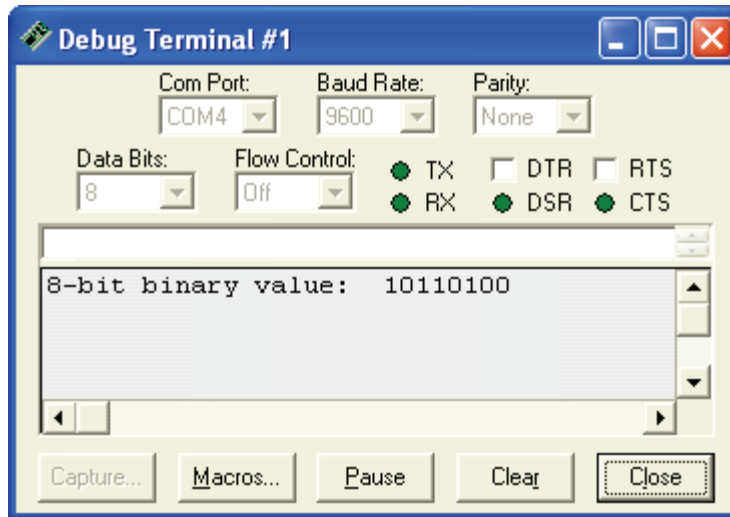 Debug Terminal #1
Com Port: Baud Rate: Parity:
COM4 9600 None
Data Bits: Flow Control: TX DTR RTS
8 Off RX DSR CTS
8-bit binary value:  10110100
Capture... Macros... Pause Clear Close